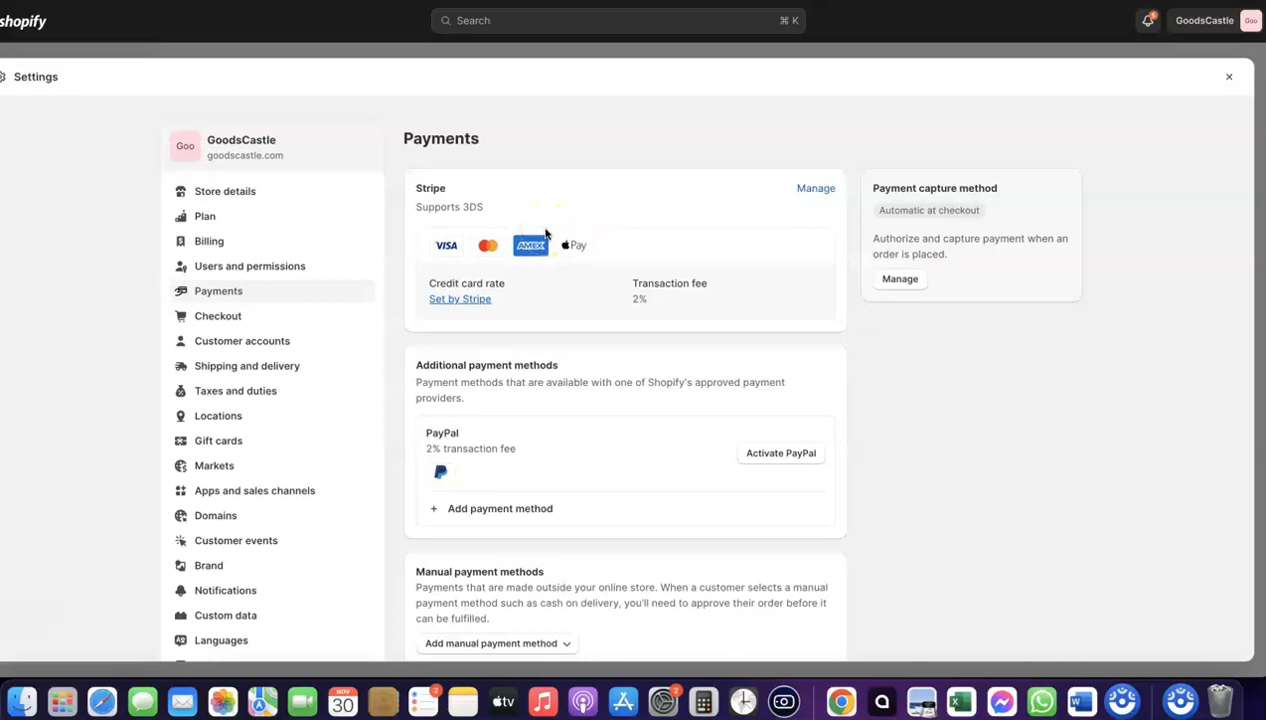 shopify
Search
⌘ K
5
GoodsCastle
Goo
Settings
Goo
GoodsCastle
goodscastle.com
Store details
Plan
Billing
Users and permissions
Payments
Checkout
Customer accounts
Shipping and delivery
Taxes and duties
Locations
Gift cards
Markets
Apps and sales channels
Domains
Customer events
Brand
Notifications
Custom data
Languages
Payments
Stripe
Manage
Supports 3DS
VISA
AMEX
Pay
Credit card rate
Transaction fee
Set by Stripe
2%
Additional payment methods
Payment methods that are available with one of Shopify's approved payment
providers.
PayPal
2% transaction fee
Activate PayPal
+ Add payment method
Manual payment methods
Payments that are made outside your online store. When a customer selects a manual
payment method such as cash on delivery, you'll need to approve their order before it
can be fulfilled.
Add manual payment method
Payment capture method
Automatic at checkout
Authorize and capture payment when an
order is placed.
Manage
NOV
30
tv
2